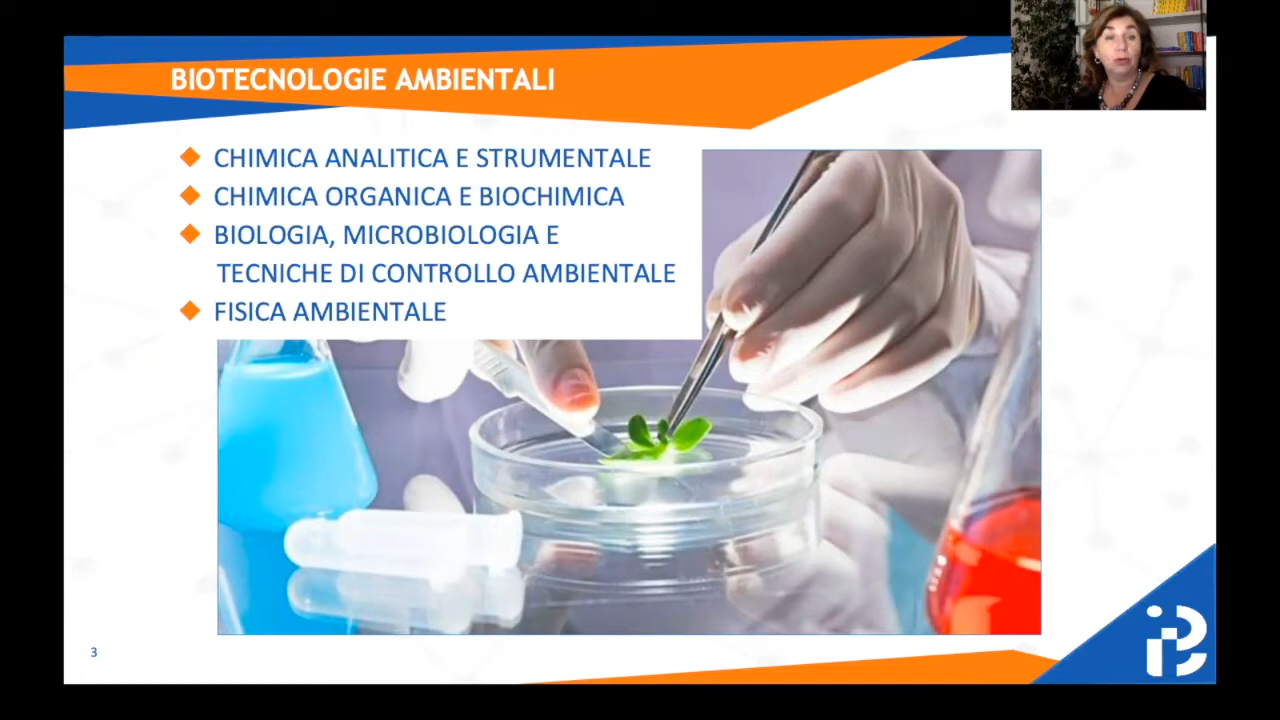 BIOTECNOLOGIE AMBIENTALI
CHIMICA ANALITICA E STRUMENTALE
CHIMICA ORGANICA E BIOCHIMICA
BIOLOGIA, MICROBIOLOGIA E
TECNICHE DI CONTROLLO AMBIENTALE
FISICA AMBIENTALE
3